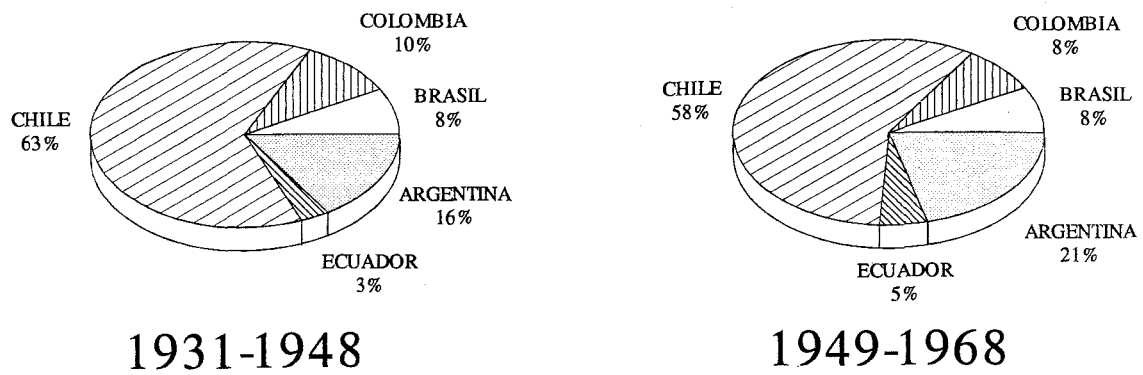 COLOMBIA
10%
BRASIL
8%
CHILE
63%
ARGENTINA
16%
ECUADOR
3%
1931-1948
COLOMBIA
8%
CHILE
58%
BRASIL
8%
ARGENTINA
21%
ECUADOR
5%
1949-1968